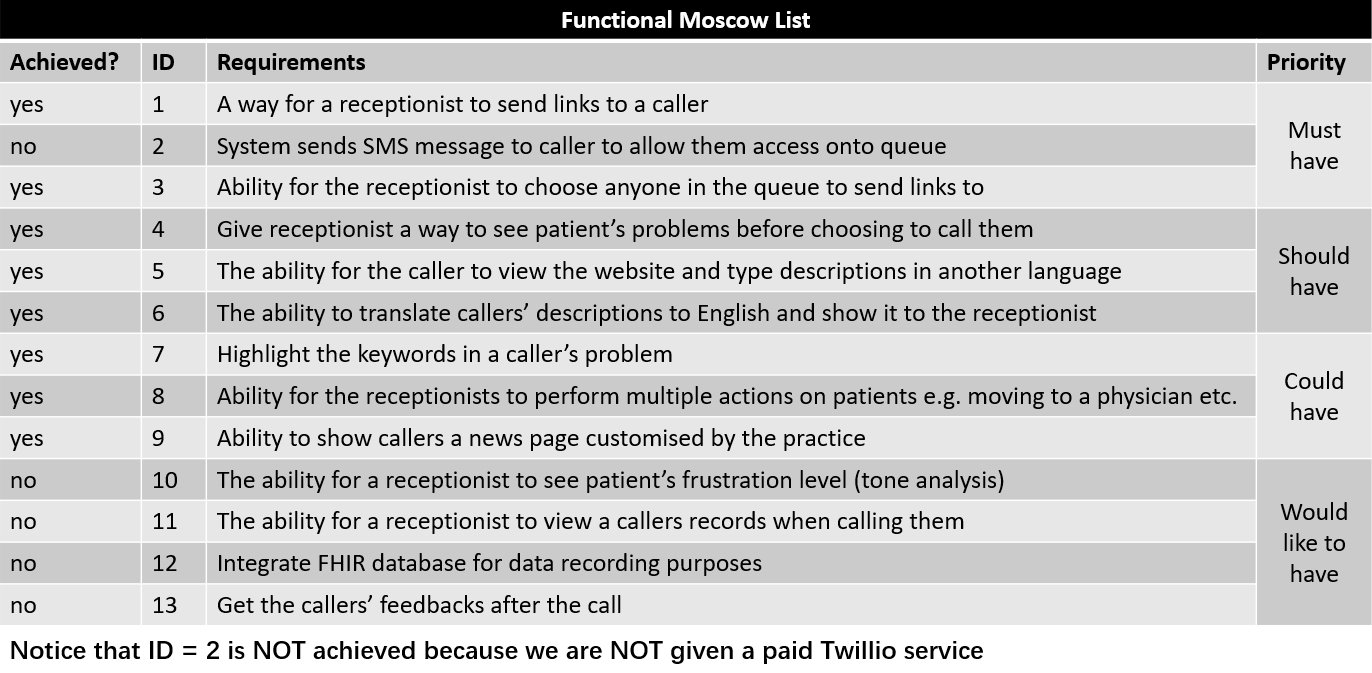 Functional Moscow List
Achieved? ID Requirements Priority
yes 1 A way for a receptionist to send links to a caller
no 2 System sends SMS message to caller to allow them access onto queue
yes 3 Ability for the receptionist to choose anyone in the queue to send links to
Must
have
yes 4 Give receptionist a way to see patient’s problems before choosing to call them
yes 5 The ability for the caller to view the website and type descriptions in another language
yes 6 The ability to translate callers’ descriptions to English and show it to the receptionist
Should
have
yes 7 Highlight the keywords in a caller’s problem
yes 8 Ability for the receptionists to perform multiple actions on patients e.g. moving to a physician etc.
yes 9 Ability to show callers a news page customised by the practice
Could
have
no 10 The ability for a receptionist to see patient’s frustration level (tone analysis)
no 11 The ability for a receptionist to view a callers records when calling them
no 12 Integrate FHIR database for data recording purposes
no 13 Get the callers’ feedbacks after the call
Would
like to
have
Notice that ID = 2 is NOT achieved because we are NOT given a paid Twillio service